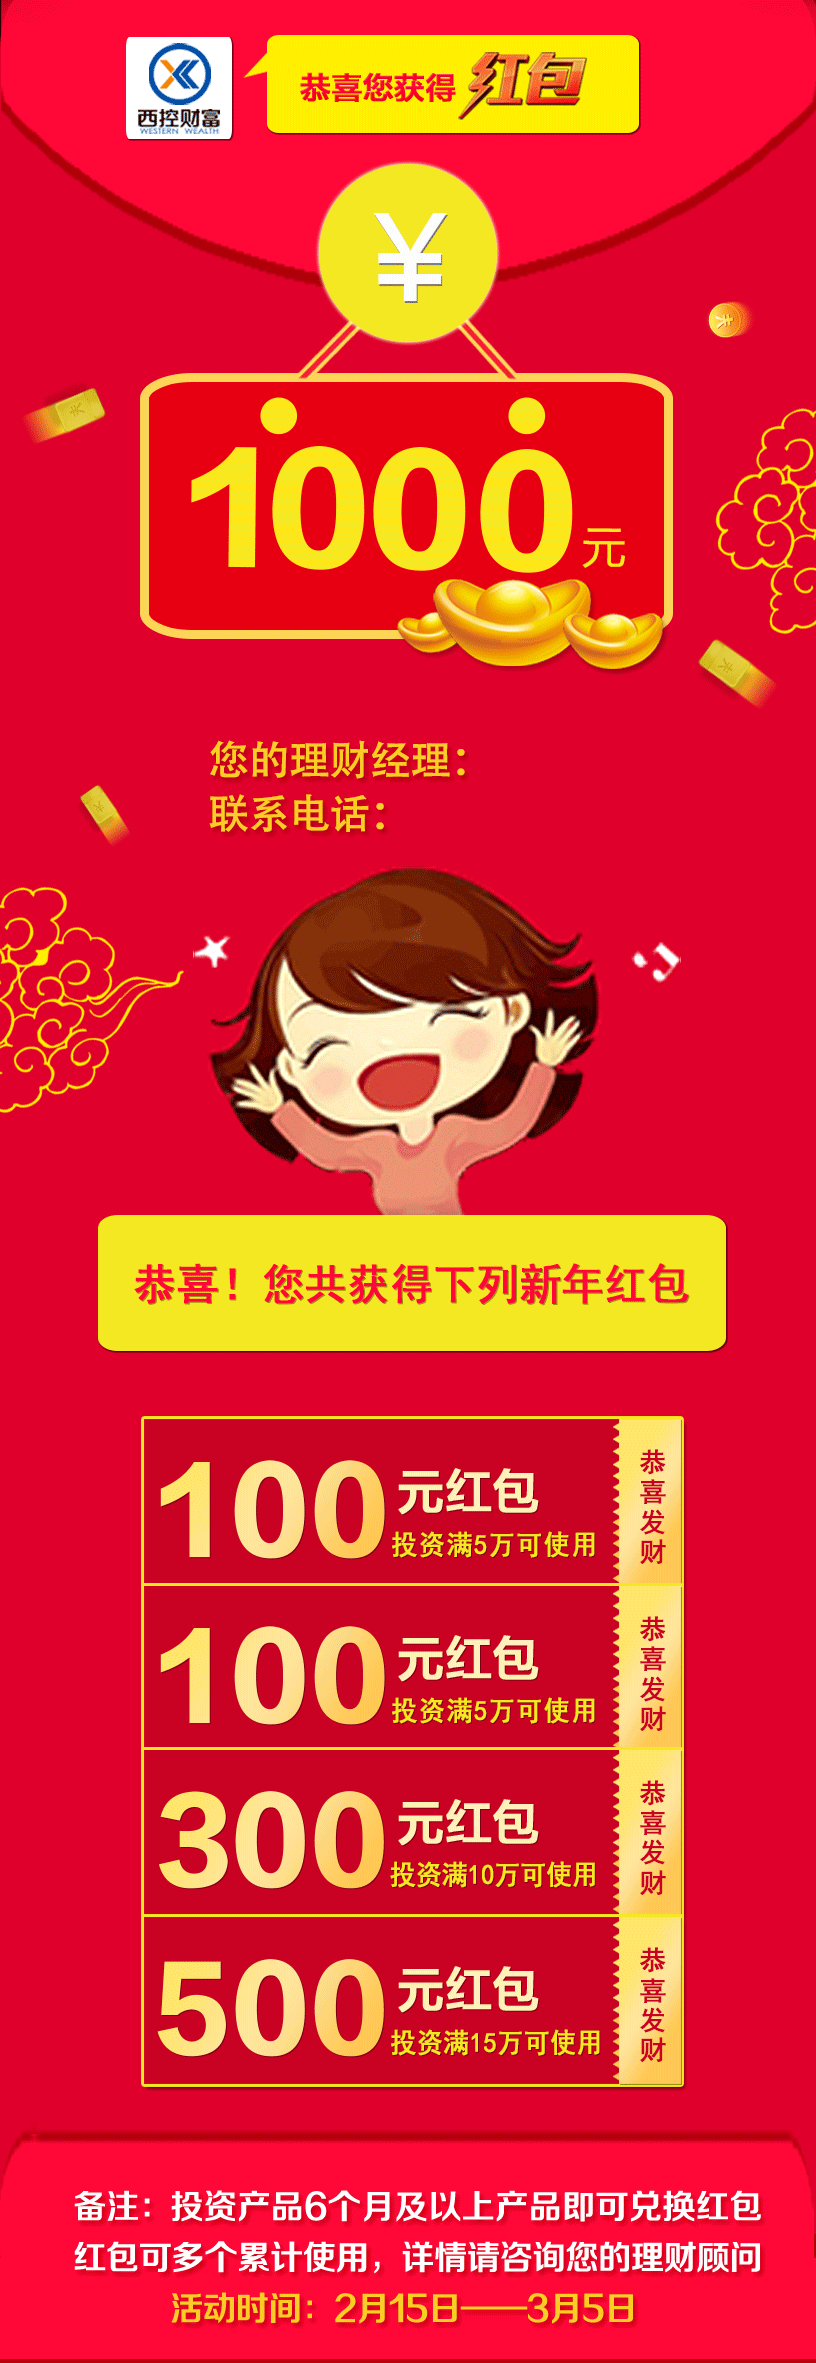 西控财富
WESTERN WEALTH
恭喜您获得红包
¥
1000元
您的理财经理：
联系电话：
恭喜！您共获得下列新年红包
100元红包
投资满5万可使用
恭喜发财
100元红包
投资满5万可使用
恭喜发财
300元红包
投资满10万可使用
恭喜发财
500元红包
投资满15万可使用
恭喜发财
备注：投资产品6个月及以上产品即可兑换红包
红包可多个累计使用，详情请咨询您的理财顾问
活动时间：2月15日——3月5日